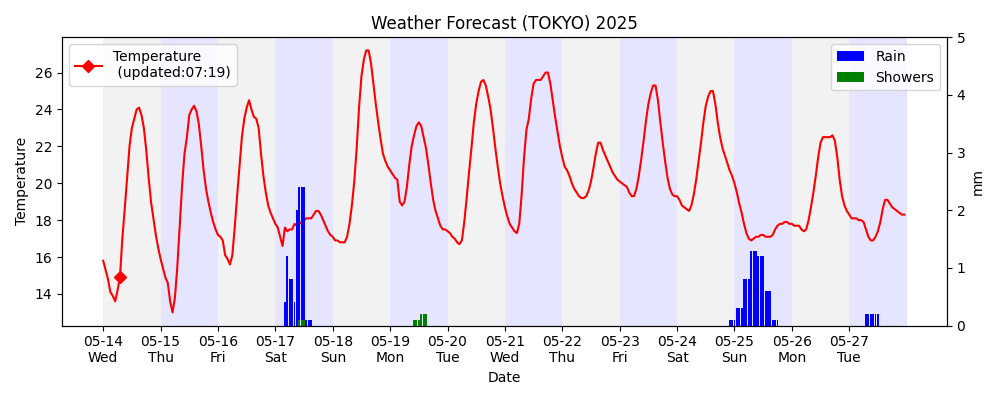 Weather Forecast (TOKYO) 2025
Temperature
(updated:07:19)
Rain
Showers
Temperature
26
24
22
20
18
16
14
5
4
3
2
1
0
mm
05-14 05-15 05-16 05-17 05-18 05-19 05-20 05-21 05-22 05-23 05-24 05-25 05-26 05-27
Wed Thu Fri Sat Sun Mon Tue Wed Thu Fri Sat Sun Mon Tue
Date